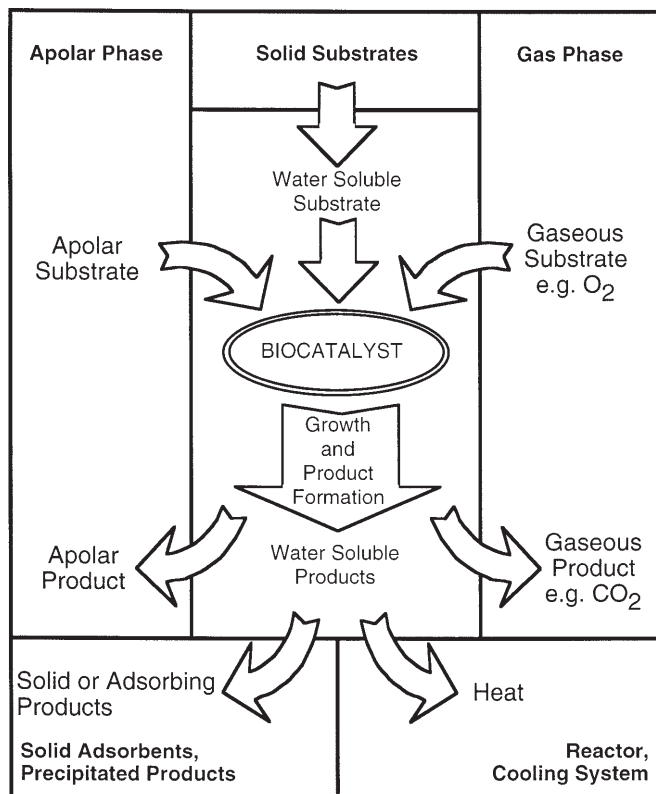 Apolar Phase
Solid Substrates
Gas Phase
Water Soluble
Substrate
Apolar
Substrate
Gaseous
Substrate
e.g. O₂
BIOCATALYST
Growth
and
Product
Formation
Apolar
Product
Water Soluble
Products
Gaseous
Product
e.g. CO₂
Solid or Adsorbing
Products
Heat
Solid Adsorbents,
Precipitated Products
Reactor,
Cooling System